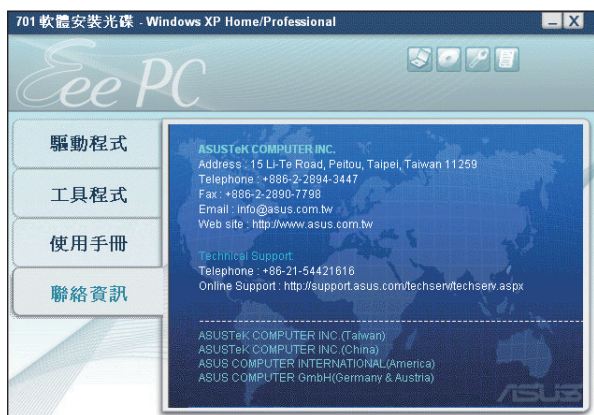 701 軟體安裝光碟 - Windows XP Home/Professional
Eee PC
驅動程式
工具程式
使用手冊
聯絡資訊
ASUSTeK COMPUTER INC.
Address : 15 Li-Te Road, Peitou, Taipei, Taiwan 11259
Telephone : +886-2-2894-3447
Fax : +886-2-2890-7798
Email : info@asus.com.tw
Web site : http://www.asus.com.tw
Technical Support:
Telephone : +86-21-54421616
Online Support : http://support.asus.com/techserv/techserv.aspx
ASUSTeK COMPUTER INC.(Taiwan)
ASUSTeK COMPUTER INC.(China)
ASUS COMPUTER INTERNATIONAL(America)
ASUS COMPUTER GmbH(Germany & Austria)
ASUS